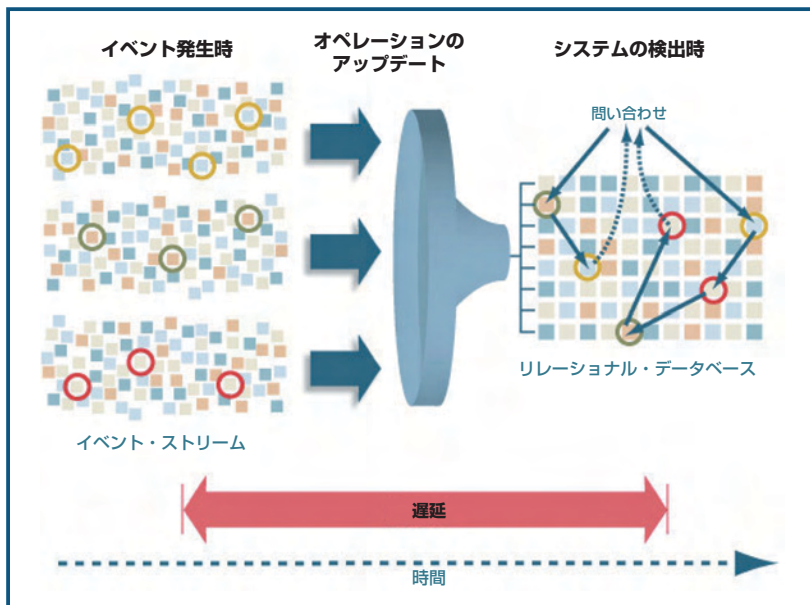 イベント発生時
オペレーションの
アップデート
システムの検出時
問い合わせ
リレーショナル・データベース
イベント・ストリーム
遅延
時間